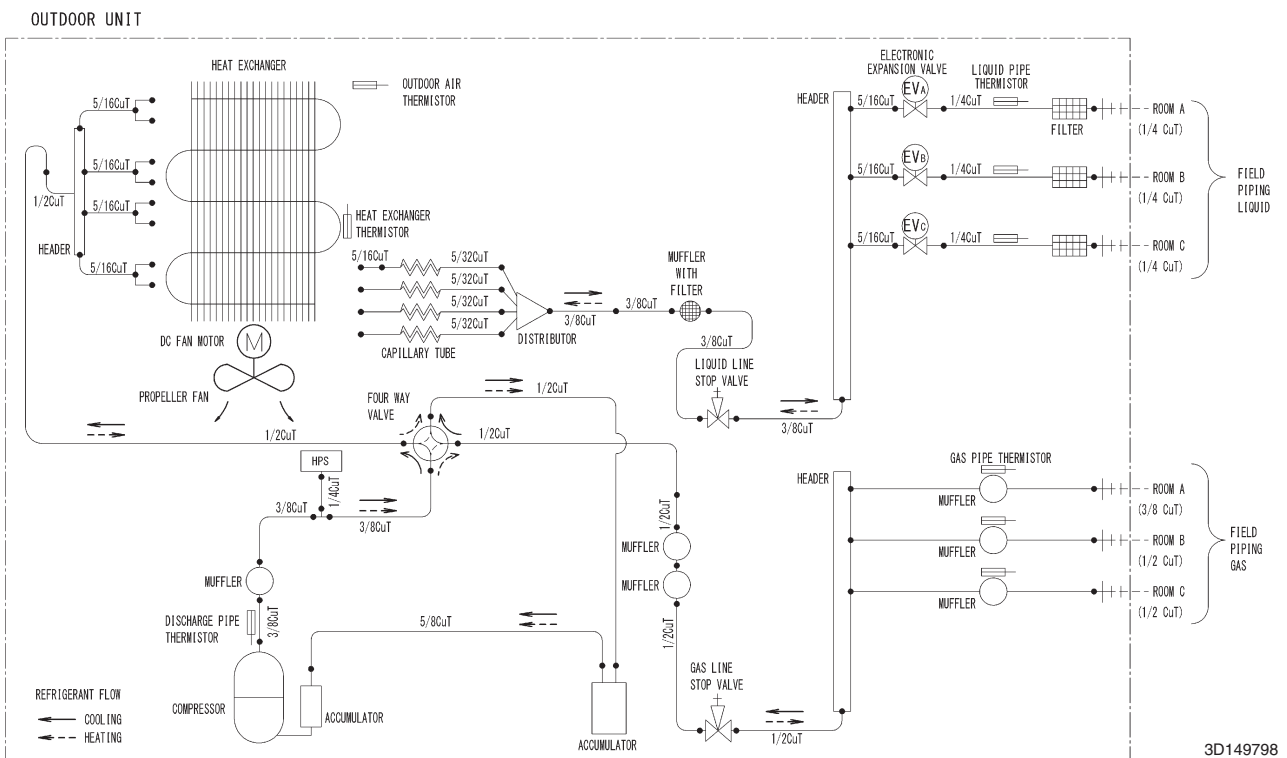 OUTDOOR UNIT
HEAT EXCHANGER
OUTDOOR AIR
THERMISTOR
5/16CuT
5/16CuT
5/16CuT
5/16CuT
1/2CuT
HEADER
HEAT EXCHANGER
THERMISTOR
DC FAN MOTOR
M
PROPELLER FAN
5/16CuT
5/32CuT
5/32CuT
5/32CuT
5/32CuT
CAPILLARY TUBE
DISTRIBUTOR
3/8CuT
3/8CuT
MUFFLER
WITH
FILTER
3/8CuT
LIQUID LINE
STOP VALVE
3/8CuT
HEADER
ELECTRONIC
EXPANSION VALVE
LIQUID PIPE
THERMISTOR
5/16CuT
EVA
1/4CuT
FILTER
ROOM A
(1/4 CuT)
5/16CuT
EVB
1/4CuT
ROOM B
(1/4 CuT)
5/16CuT
EVC
1/4CuT
ROOM C
(1/4 CuT)
FIELD
PIPING
LIQUID
FOUR WAY
VALVE
1/2CuT
1/2CuT
1/2CuT
HPS
1/4CuT
3/8CuT
3/8CuT
MUFFLER
DISCHARGE PIPE
THERMISTOR
3/8CuT
COMPRESSOR
ACCUMULATOR
5/8CuT
ACCUMULATOR
1/2CuT
MUFFLER
MUFFLER
1/2CuT
GAS LINE
STOP VALVE
1/2CuT
HEADER
GAS PIPE THERMISTOR
MUFFLER
ROOM A
(3/8 CuT)
MUFFLER
ROOM B
(1/2 CuT)
MUFFLER
ROOM C
(1/2 CuT)
FIELD
PIPING
GAS
REFRIGERANT FLOW
COOLING
HEATING
3D149798